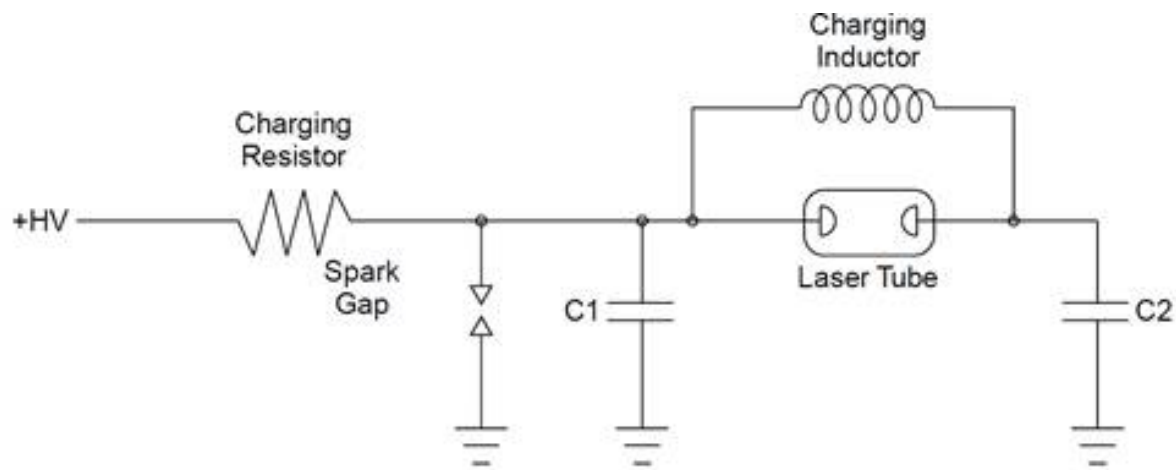 Charging
Inductor
Charging
Resistor
+HV
Spark
Gap
Laser Tube
C1
C2